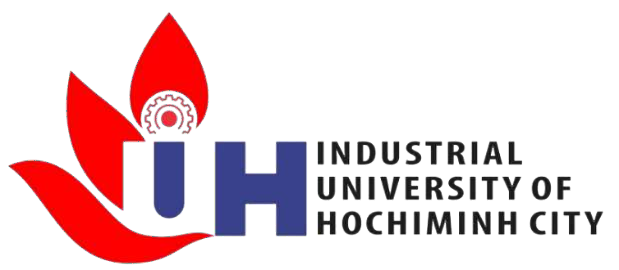 IUH
INDUSTRIAL
UNIVERSITY OF
HOCHIMINH CITY